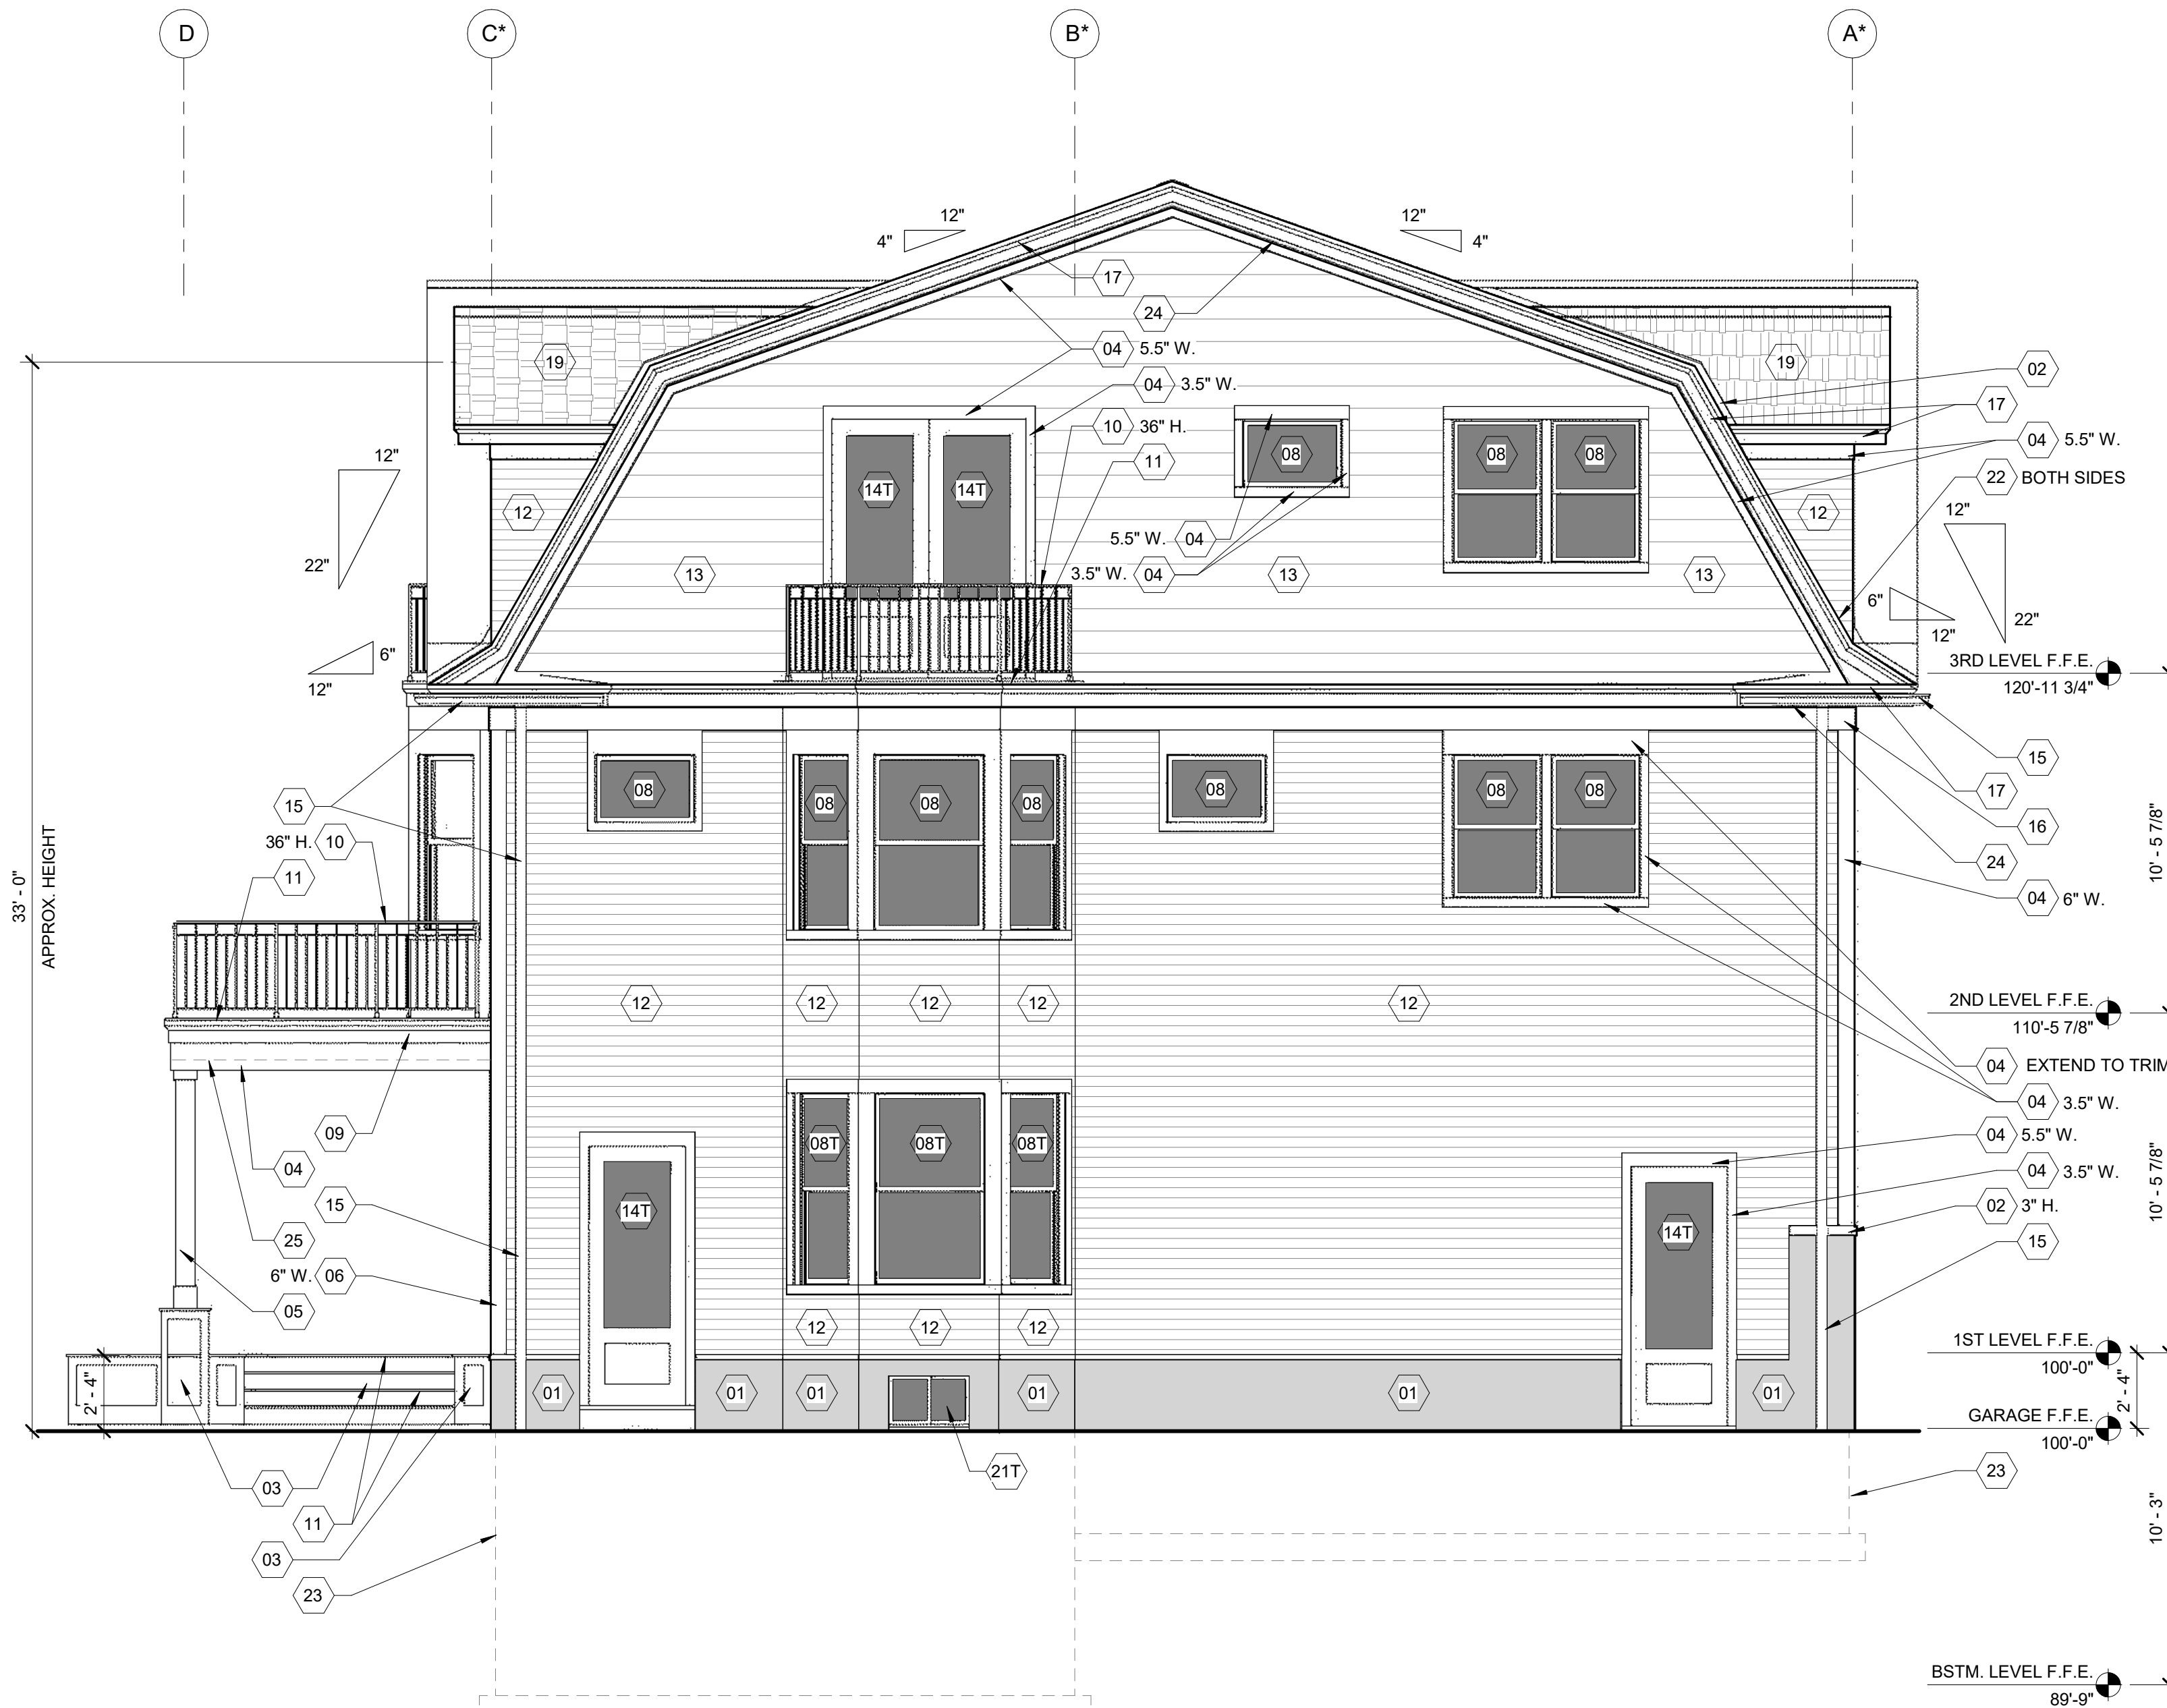 D C* B* A*
12" 12"
4" 4"
17
24
04 5.5" W.
19 19
02
04 3.5" W.
17
10 36" H.
04 5.5" W.
12" 11 08 08 08
22 BOTH SIDES
14T 14T
12 12
12"
5.5" W. 04
22" 13 3.5" W. 04 13 13
6" 12" 22"
6"
12"
3RD LEVEL F.F.E.
120'-11 3/4"
15
08 08 08 08 08 08 08
17
15
16
36" H. 10
24
11
04 6" W.
10' - 5 7/8"
33' - 0"
APPROX. HEIGHT
12 12 12 12 12
2ND LEVEL F.F.E.
110'-5 7/8"
04 EXTEND TO TRIM
04 3.5" W.
09 08T 08T 08T
04 5.5" W.
04
04 3.5" W.
15
02 3" H.
14T 14T
25
15
10' - 5 7/8"
6" W. 06
05
12 12 12
1ST LEVEL F.F.E.
100'-0"
2' - 4"
01 01 01 01 01 01
2' - 4"
GARAGE F.F.E.
100'-0"
21T
23
03
11
10' - 3"
03
23
BSTM. LEVEL F.F.E.
89'-9"